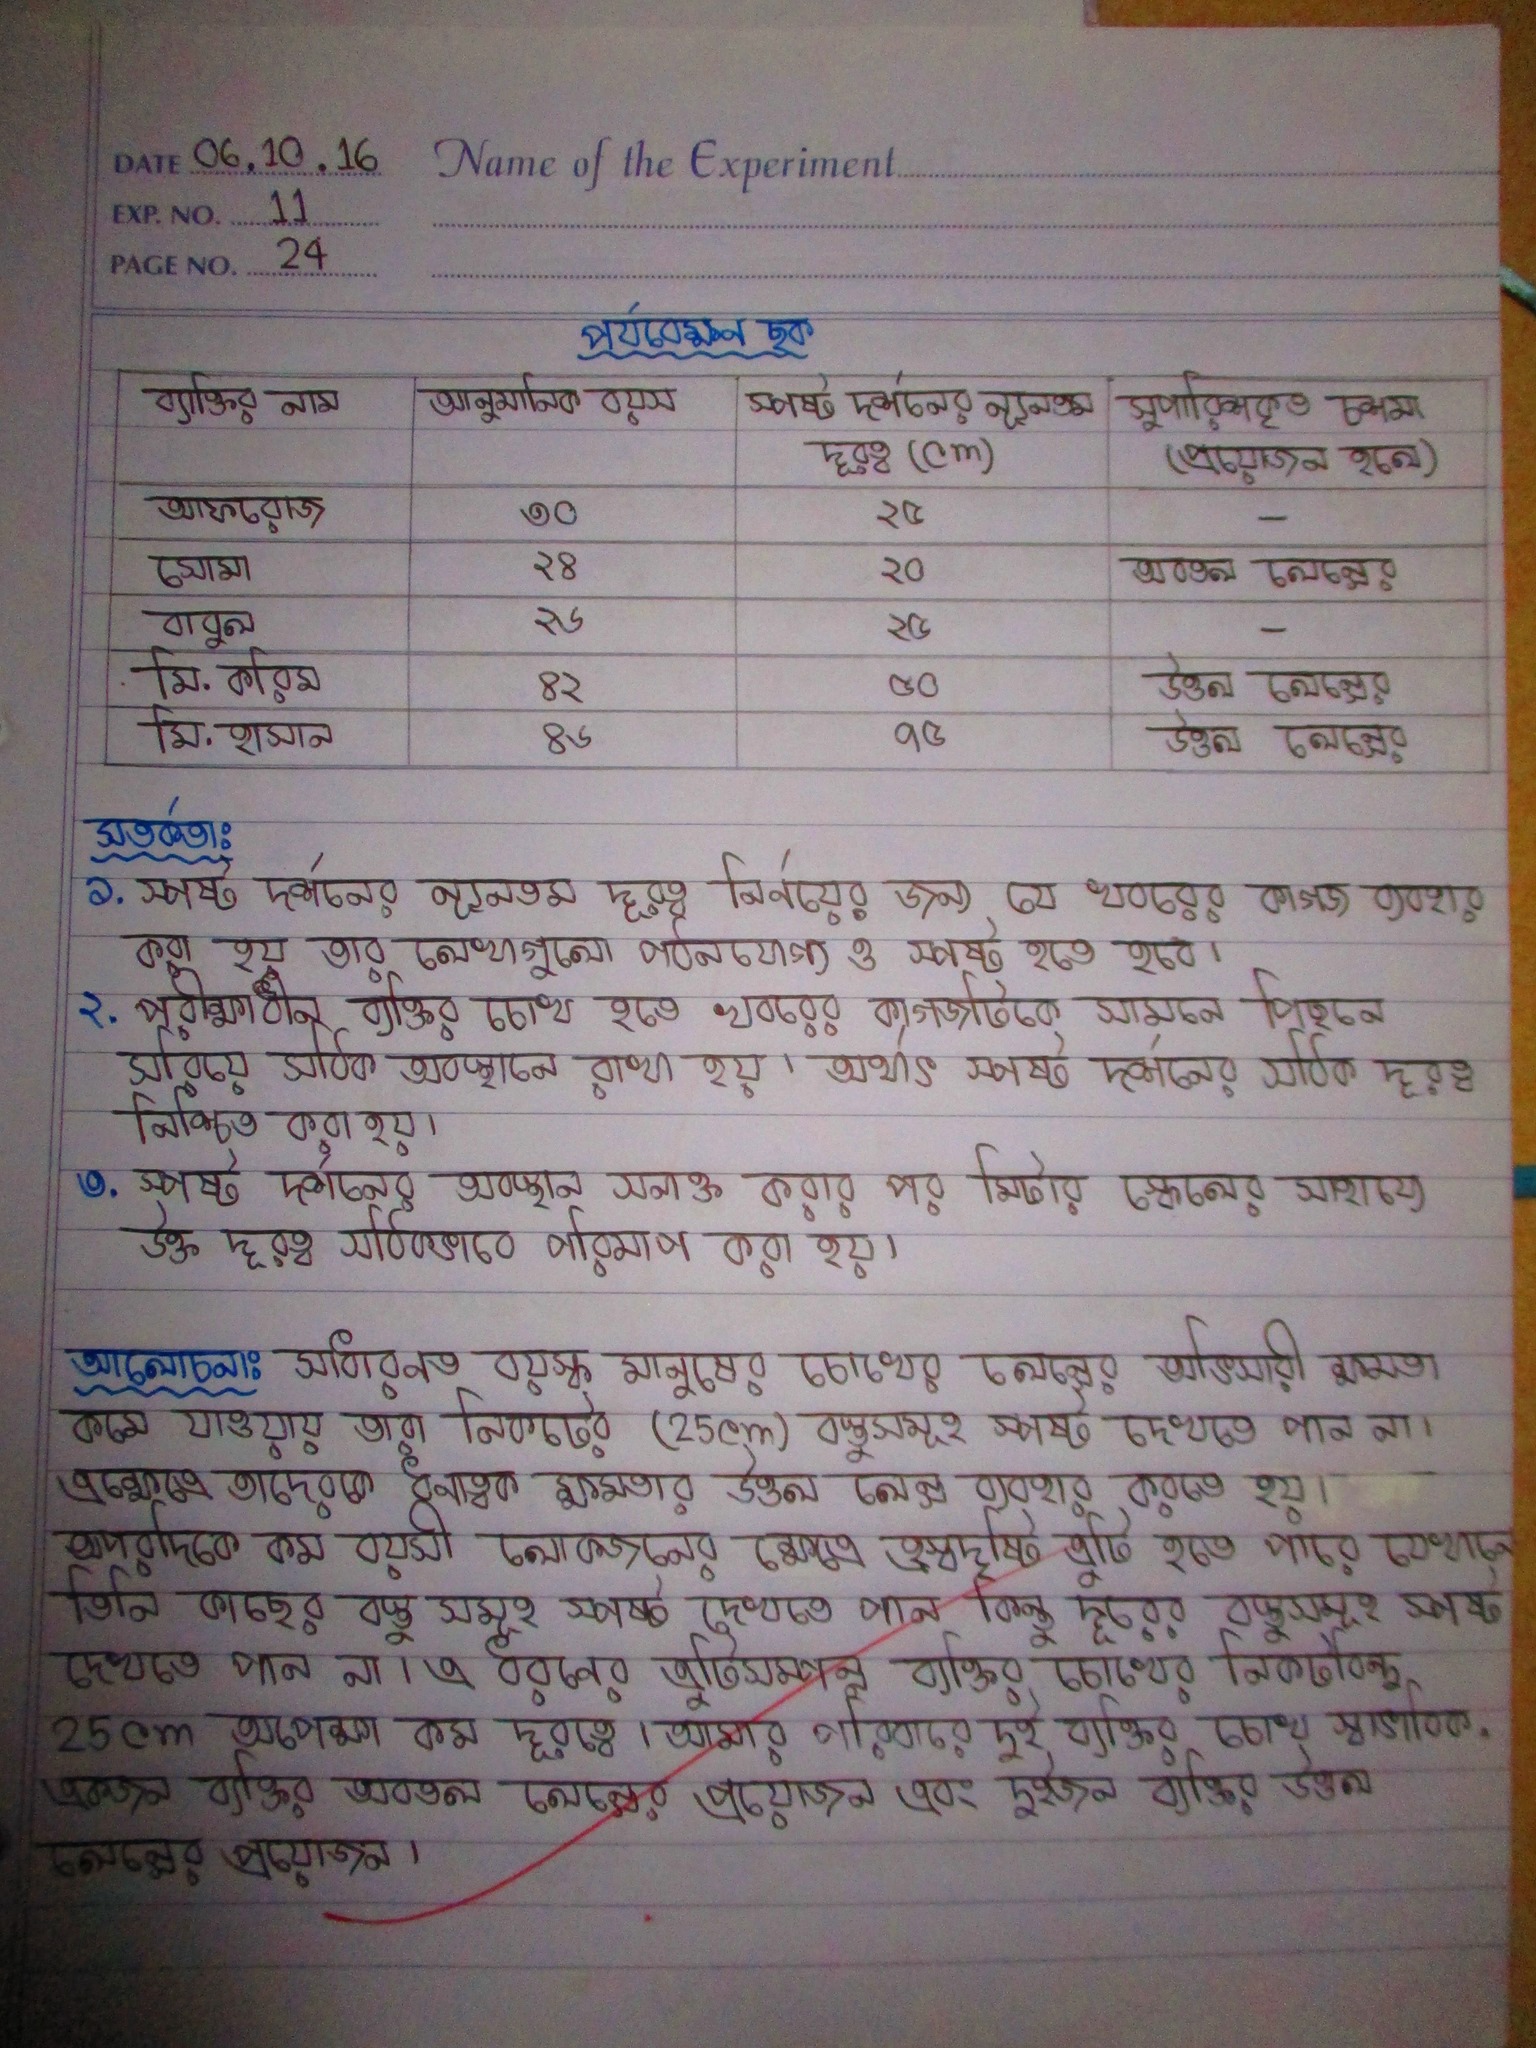 DATE 06.10.16 Name of the Experiment
EXP. NO. 11
PAGE NO. 24
পর্যবেক্ষন ছক
ব্যক্তির নাম আনুমানিক বয়স স্পষ্ট দর্শনের ন্যূনতম সুপারিশকৃত চশমা
দূরত্ব (cm) (প্রয়োজন হলে)
আফরোজ ৩০ ২৫ –
সোমা ২৪ ২০ অবতল লেন্সের
বাবুল ২৬ ২৫ –
মি. করিম ৪২ ৫০ উত্তল লেন্সের
মি. হাসান ৪৬ ৭৫ উত্তল লেন্সের
সতর্কতাঃ
১. স্পষ্ট দর্শনের ন্যূনতম দূরত্ব নির্ণয়ের জন্য যে খবরের কাগজ ব্যবহার
করা হয় তার লেখাগুলো পঠনযোগ্য ও স্পষ্ট হতে হবে।
২. পরীক্ষাধীন ব্যক্তির চোখ হতে খবরের কাগজটিকে সামনে পিছনে
সরিয়ে সঠিক অবস্থানে রাখা হয়। অর্থাৎ স্পষ্ট দর্শনের সঠিক দূরত্ব
নিশ্চিত করা হয়।
৩. স্পষ্ট দর্শনের অবস্থান সনাক্ত করার পর মিটার স্কেলের সাহায্যে
উক্ত দূরত্ব সঠিকভাবে পরিমাপ করা হয়।
আলোচনাঃ সাধারনত বয়স্ক মানুষের চোখের লেন্সের অভিসারী ক্ষমতা
কমে যাওয়ায় তারা নিকটের (25cm) বস্তুসমূহ স্পষ্ট দেখতে পান না।
এক্ষেত্রে তাদেরকে ধনাত্বক ক্ষমতার উত্তল লেন্স ব্যবহার করতে হয়।
অপরদিকে কম বয়সী লোকজনের ক্ষেত্রে হ্রস্বদৃষ্টি ত্রুটি হতে পারে যেখানে
তিনি কাছের বস্তু সমূহ স্পষ্ট দেখতে পান কিন্তু দূরের বস্তুসমূহ স্পষ্ট
দেখতে পান না। এ ধরনের ত্রুটিসম্পন্ন ব্যক্তির চোখের নিকটবিন্দু
25cm অপেক্ষা কম দূরত্বে। আমার পরিবারে দুই ব্যক্তির চোখ স্বাভাবিক.
একজন ব্যক্তির অবতল লেন্সের প্রয়োজন এবং দুইজন ব্যক্তির উত্তল
লেন্সের প্রয়োজন।